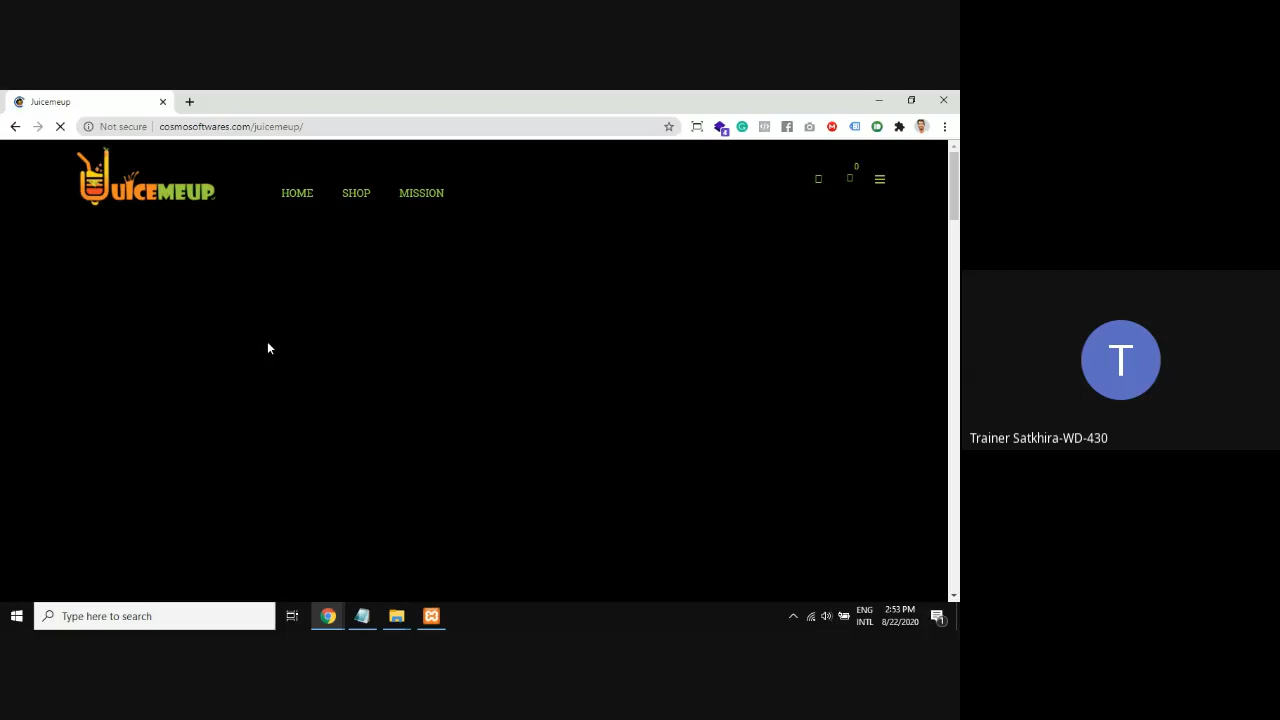 Juicemeup
Not secure
cosmosoftwares.com/juicemeup/
JUICEMEUP
HOME
SHOP
MISSION
0
T
Trainer Satkhira-WD-430
Type here to search
ENG
INTL
2:53 PM
8/22/2020
1